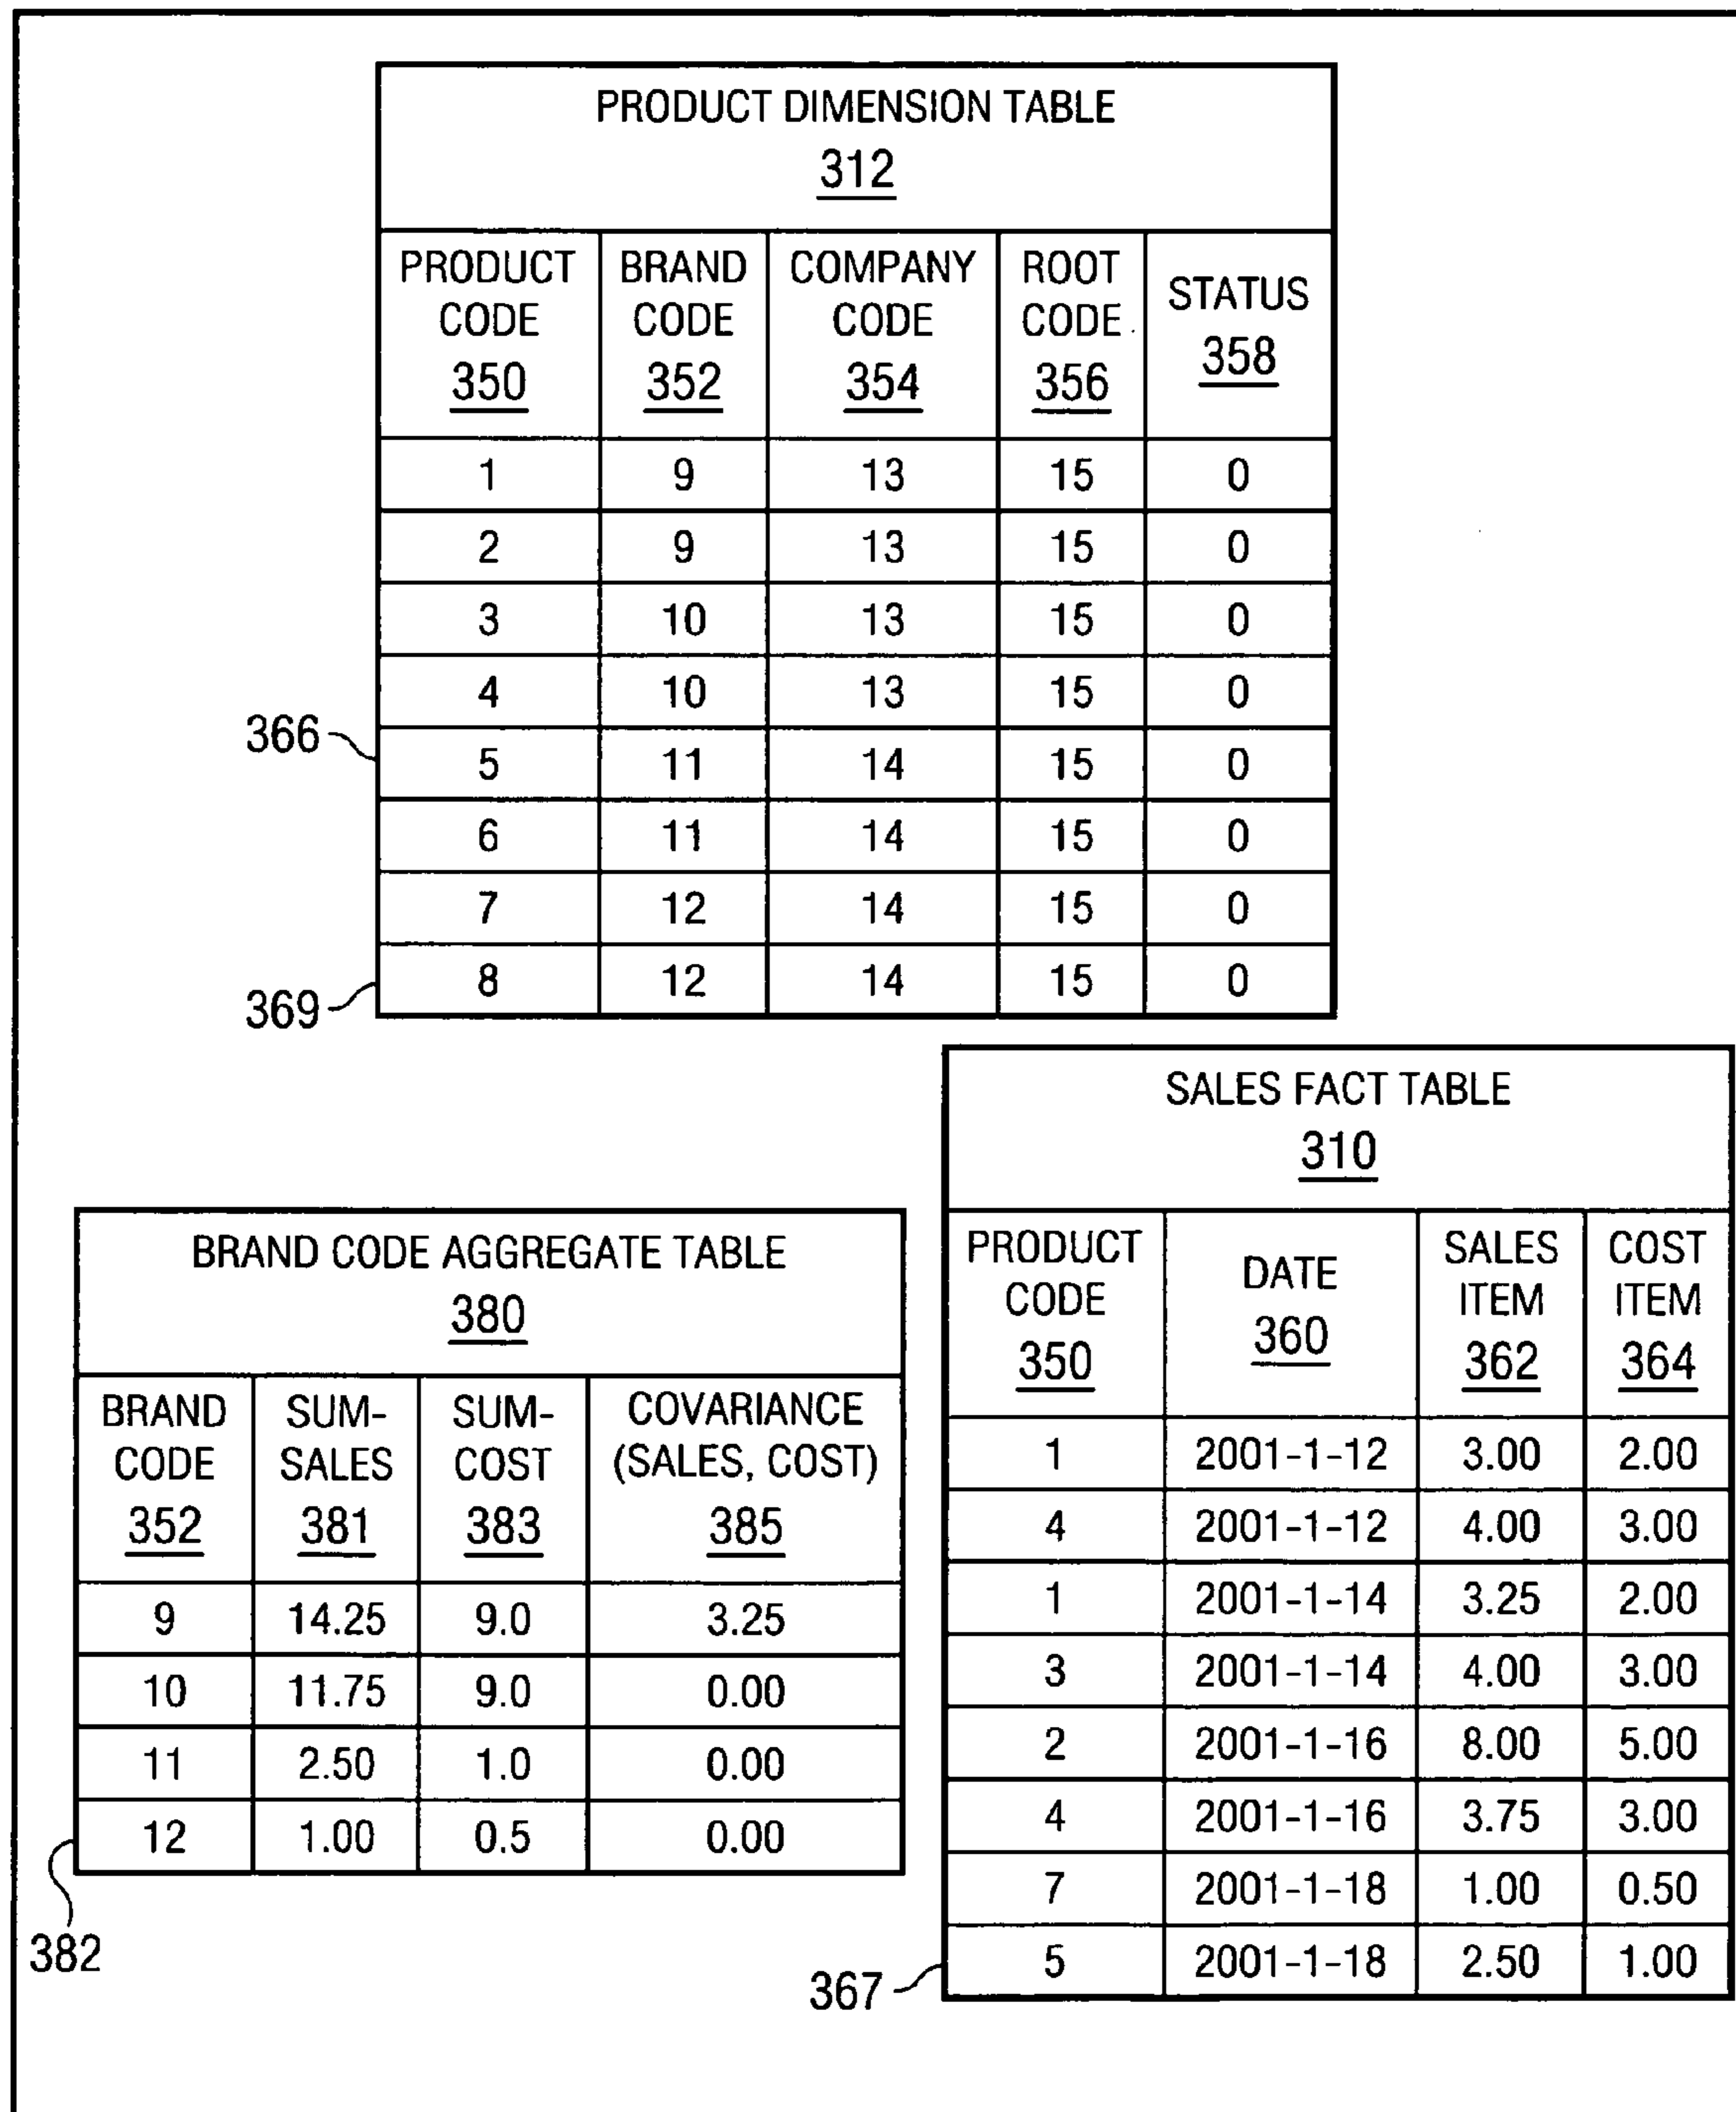 PRODUCT DIMENSION TABLE
312
PRODUCT CODE 350 BRAND CODE 352 COMPANY CODE 354 ROOT CODE 356 STATUS 358
1 9 13 15 0
2 9 13 15 0
3 10 13 15 0
4 10 13 15 0
366
5 11 14 15 0
6 11 14 15 0
7 12 14 15 0
8 12 14 15 0
369
SALES FACT TABLE
310
PRODUCT CODE 350 DATE 360 SALES ITEM 362 COST ITEM 364
1 2001-1-12 3.00 2.00
4 2001-1-12 4.00 3.00
1 2001-1-14 3.25 2.00
3 2001-1-14 4.00 3.00
2 2001-1-16 8.00 5.00
4 2001-1-16 3.75 3.00
7 2001-1-18 1.00 0.50
5 2001-1-18 2.50 1.00
367
BRAND CODE AGGREGATE TABLE
380
BRAND CODE 352 SUM-SALES 381 SUM-COST 383 COVARIANCE (SALES, COST) 385
9 14.25 9.0 3.25
10 11.75 9.0 0.00
11 2.50 1.0 0.00
12 1.00 0.5 0.00
382